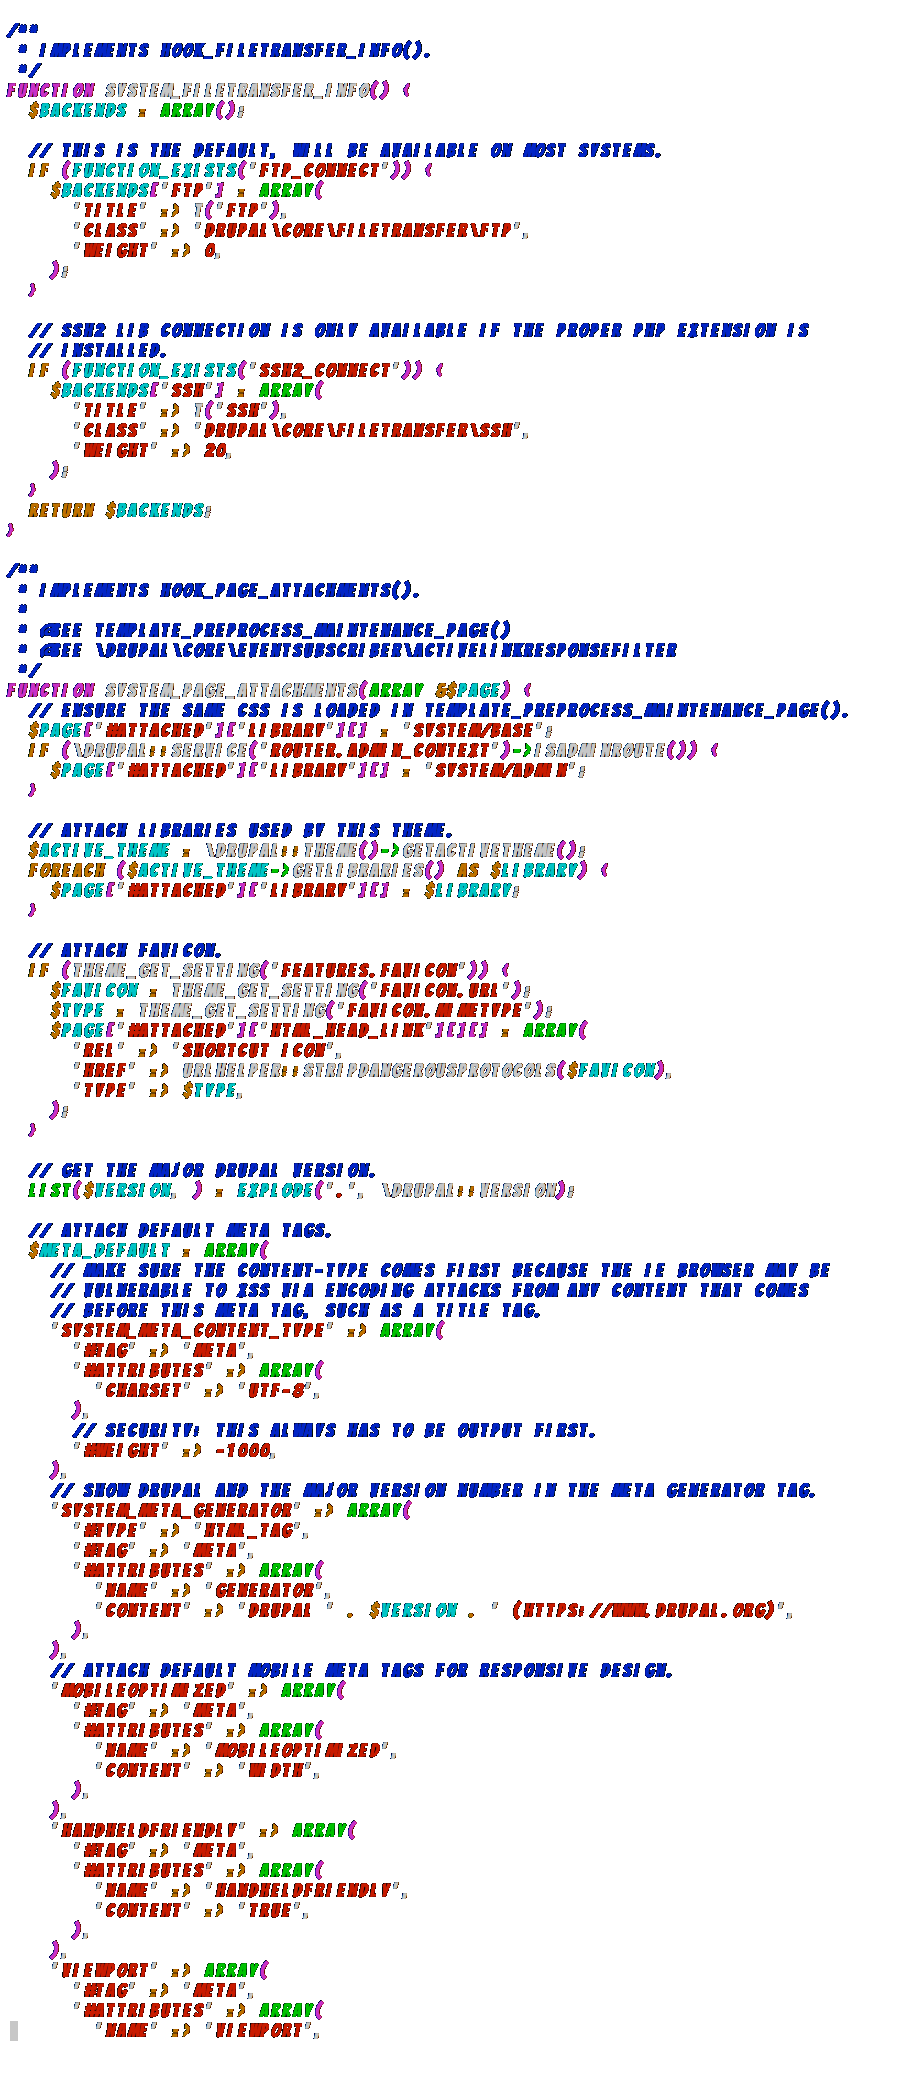 /**
 * IMPLEMENTS HOOK_FILETRANSFER_INFO().
 */
FUNCTION SYSTEM_FILETRANSFER_INFO() {
  $BACKENDS = ARRAY();

  // THIS IS THE DEFAULT, WILL BE AVAILABLE ON MOST SYSTEMS.
  IF (FUNCTION_EXISTS('FTP_CONNECT')) {
    $BACKENDS['FTP'] = ARRAY(
      'TITLE' => T('FTP'),
      'CLASS' => 'DRUPAL\CORE\FILETRANSFER\FTP',
      'WEIGHT' => 0,
    );
  }

  // SSH2 LIB CONNECTION IS ONLY AVAILABLE IF THE PROPER PHP EXTENSION IS
  // INSTALLED.
  IF (FUNCTION_EXISTS('SSH2_CONNECT')) {
    $BACKENDS['SSH'] = ARRAY(
      'TITLE' => T('SSH'),
      'CLASS' => 'DRUPAL\CORE\FILETRANSFER\SSH',
      'WEIGHT' => 20,
    );
  }
  RETURN $BACKENDS;
}

/**
 * IMPLEMENTS HOOK_PAGE_ATTACHMENTS().
 *
 * @SEE TEMPLATE_PREPROCESS_MAINTENANCE_PAGE()
 * @SEE \DRUPAL\CORE\EVENTSUBSCRIBER\ACTIVELINKRESPONSEFILTER
 */
FUNCTION SYSTEM_PAGE_ATTACHMENTS(ARRAY &$PAGE) {
  // ENSURE THE SAME CSS IS LOADED IN TEMPLATE_PREPROCESS_MAINTENANCE_PAGE().
  $PAGE['#ATTACHED']['LIBRARY'][] = 'SYSTEM/BASE';
  IF (\DRUPAL::SERVICE('ROUTER.ADMIN_CONTEXT')->ISADMINROUTE()) {
    $PAGE['#ATTACHED']['LIBRARY'][] = 'SYSTEM/ADMIN';
  }

  // ATTACH LIBRARIES USED BY THIS THEME.
  $ACTIVE_THEME = \DRUPAL::THEME()->GETACTIVETHEME();
  FOREACH ($ACTIVE_THEME->GETLIBRARIES() AS $LIBRARY) {
    $PAGE['#ATTACHED']['LIBRARY'][] = $LIBRARY;
  }

  // ATTACH FAVICON.
  IF (THEME_GET_SETTING('FEATURES.FAVICON')) {
    $FAVICON = THEME_GET_SETTING('FAVICON.URL');
    $TYPE = THEME_GET_SETTING('FAVICON.MIMETYPE');
    $PAGE['#ATTACHED']['HTML_HEAD_LINK'][][] = ARRAY(
      'REL' => 'SHORTCUT ICON',
      'HREF' => URLHELPER::STRIPDANGEROUSPROTOCOLS($FAVICON),
      'TYPE' => $TYPE,
    );
  }

  // GET THE MAJOR DRUPAL VERSION.
  LIST($VERSION, ) = EXPLODE('.', \DRUPAL::VERSION);

  // ATTACH DEFAULT META TAGS.
  $META_DEFAULT = ARRAY(
    // MAKE SURE THE CONTENT-TYPE COMES FIRST BECAUSE THE IE BROWSER MAY BE
    // VULNERABLE TO XSS VIA ENCODING ATTACKS FROM ANY CONTENT THAT COMES
    // BEFORE THIS META TAG, SUCH AS A TITLE TAG.
    'SYSTEM_META_CONTENT_TYPE' => ARRAY(
      '#TAG' => 'META',
      '#ATTRIBUTES' => ARRAY(
        'CHARSET' => 'UTF-8',
      ),
      // SECURITY: THIS ALWAYS HAS TO BE OUTPUT FIRST.
      '#WEIGHT' => -1000,
    ),
    // SHOW DRUPAL AND THE MAJOR VERSION NUMBER IN THE META GENERATOR TAG.
    'SYSTEM_META_GENERATOR' => ARRAY(
      '#TYPE' => 'HTML_TAG',
      '#TAG' => 'META',
      '#ATTRIBUTES' => ARRAY(
        'NAME' => 'GENERATOR',
        'CONTENT' => 'DRUPAL ' . $VERSION . ' (HTTPS://WWW.DRUPAL.ORG)',
      ),
    ),
    // ATTACH DEFAULT MOBILE META TAGS FOR RESPONSIVE DESIGN.
    'MOBILEOPTIMIZED' => ARRAY(
      '#TAG' => 'META',
      '#ATTRIBUTES' => ARRAY(
        'NAME' => 'MOBILEOPTIMIZED',
        'CONTENT' => 'WIDTH',
      ),
    ),
    'HANDHELDFRIENDLY' => ARRAY(
      '#TAG' => 'META',
      '#ATTRIBUTES' => ARRAY(
        'NAME' => 'HANDHELDFRIENDLY',
        'CONTENT' => 'TRUE',
      ),
    ),
    'VIEWPORT' => ARRAY(
      '#TAG' => 'META',
      '#ATTRIBUTES' => ARRAY(
        'NAME' => 'VIEWPORT',